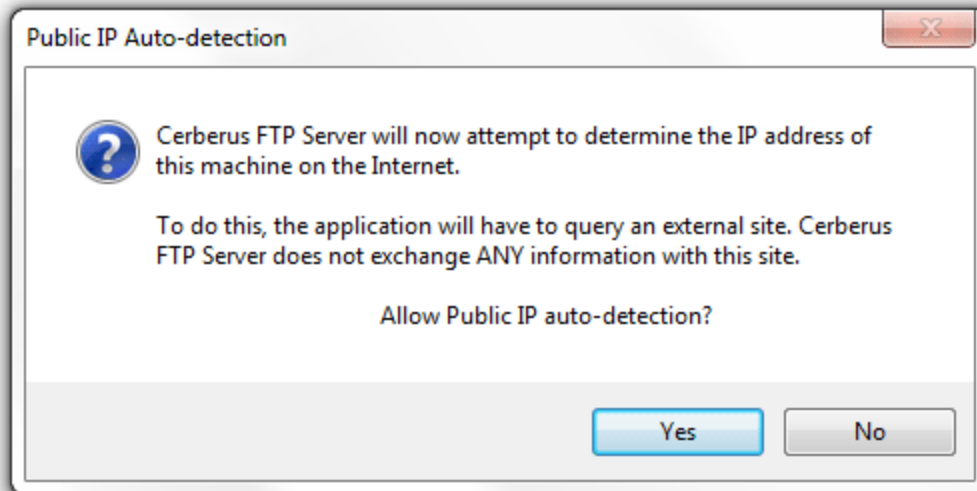 Public IP Auto-detection
Cerberus FTP Server will now attempt to determine the IP address of
this machine on the Internet.
To do this, the application will have to query an external site. Cerberus
FTP Server does not exchange ANY information with this site.
Allow Public IP auto-detection?
Yes No